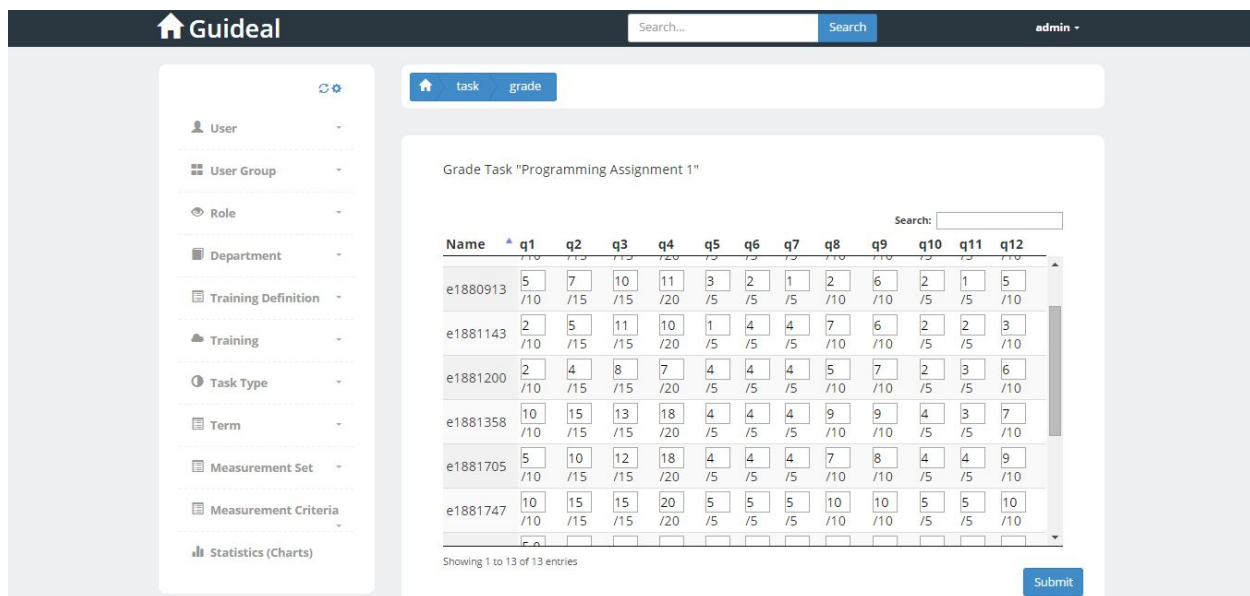 Guideal
Search...
Search
admin
User
User Group
Role
Department
Training Definition
Training
Task Type
Term
Measurement Set
Measurement Criteria
Statistics (Charts)
task grade
Grade Task "Programming Assignment 1"
Search:
Name q1 q2 q3 q4 q5 q6 q7 q8 q9 q10 q11 q12
e1880913 5 7 10 11 3 2 1 2 6 2 1 5
/10 /15 /15 /20 /5 /5 /5 /10 /10 /5 /5 /10
e1881143 2 5 11 10 1 4 4 7 6 2 2 3
/10 /15 /15 /20 /5 /5 /5 /10 /10 /5 /5 /10
e1881200 2 4 8 7 4 4 4 5 7 2 3 6
/10 /15 /15 /20 /5 /5 /5 /10 /10 /5 /5 /10
e1881358 10 15 13 18 4 4 4 9 9 4 3 7
/10 /15 /15 /20 /5 /5 /5 /10 /10 /5 /5 /10
e1881705 5 10 12 18 4 4 4 7 8 4 4 9
/10 /15 /15 /20 /5 /5 /5 /10 /10 /5 /5 /10
e1881747 10 15 15 20 5 5 5 10 10 5 5 10
/10 /15 /15 /20 /5 /5 /5 /10 /10 /5 /5 /10
Showing 1 to 13 of 13 entries
Submit